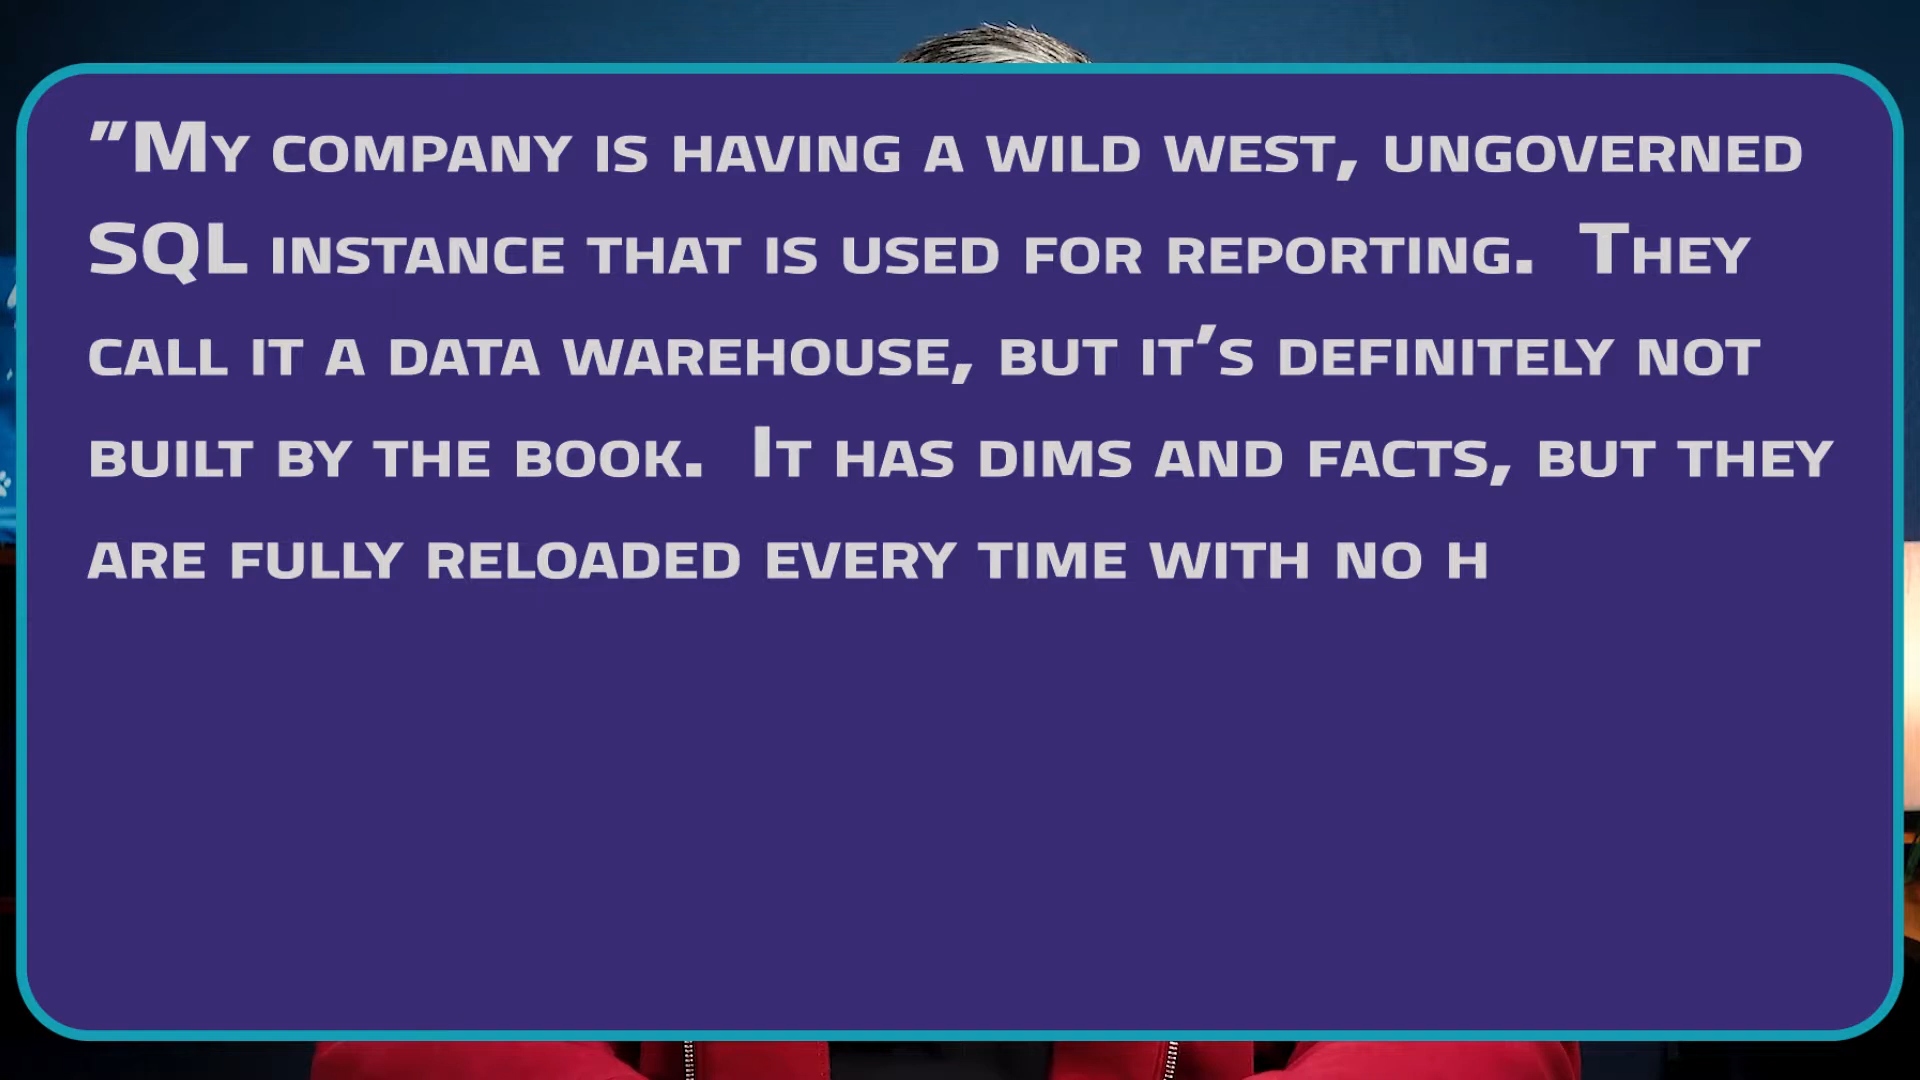 "My company is having a wild west, ungoverned
SQL instance that is used for reporting. They
call it a data warehouse, but it's definitely not
built by the book. It has dims and facts, but they
are fully reloaded every time with no h